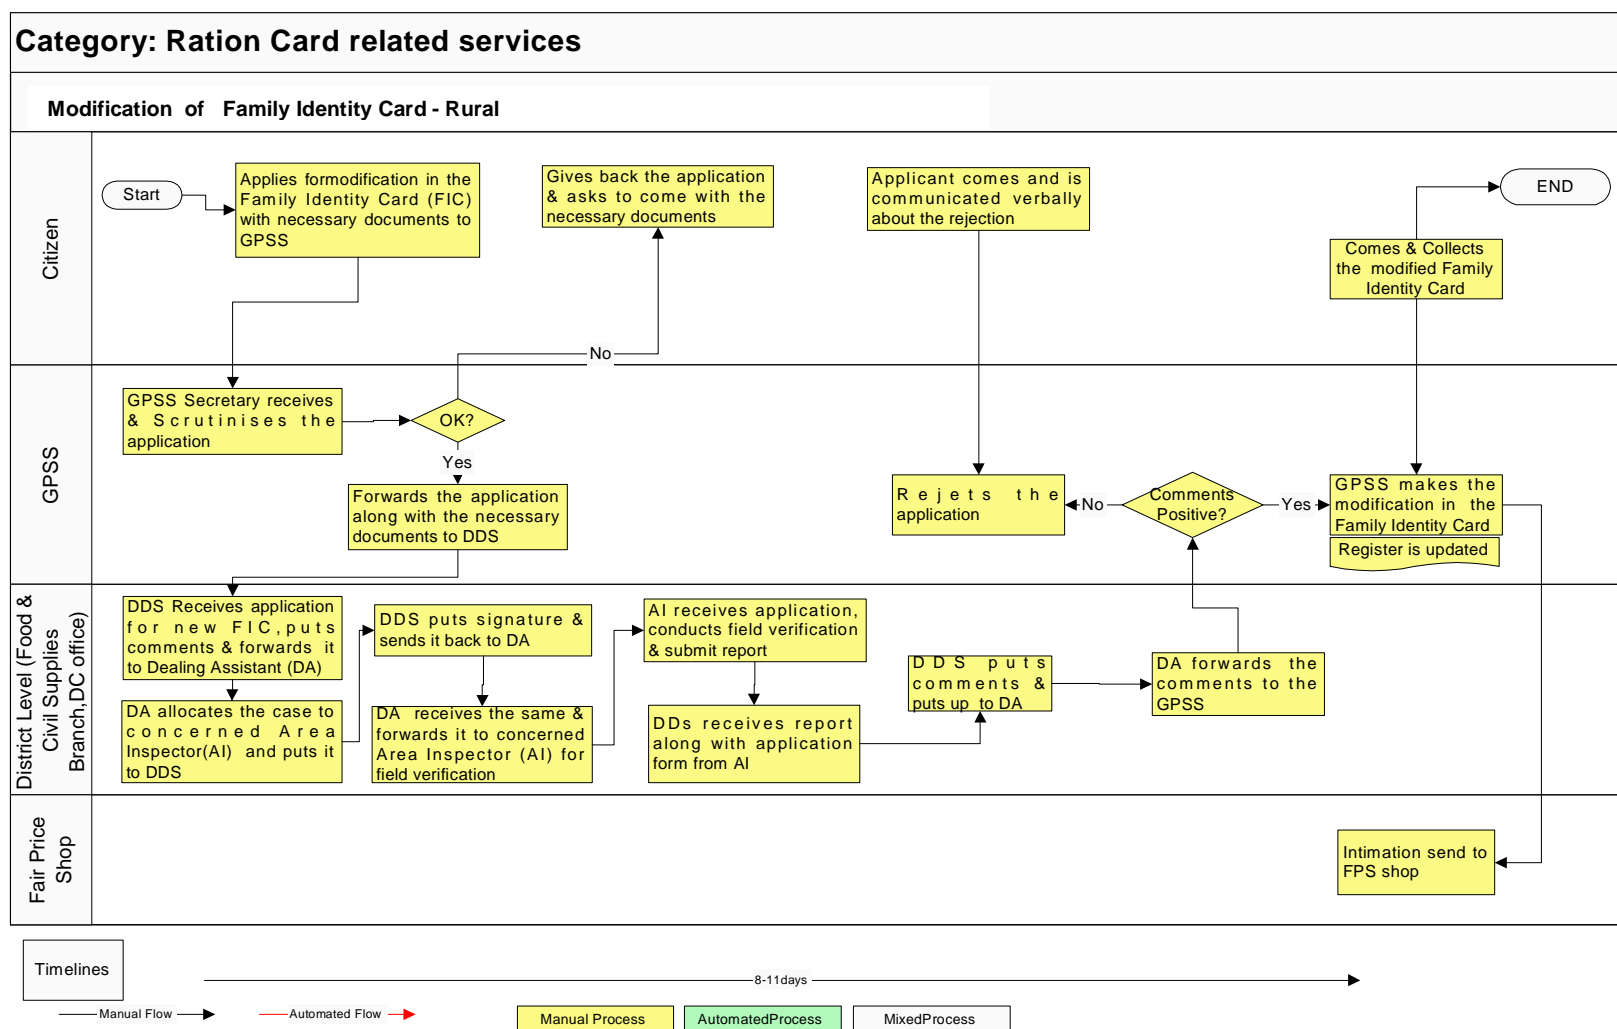 Category: Ration Card related services
Modification of Family Identity Card - Rural
Citizen
Start
Applies formodification in the
Family Identity Card (FIC)
with necessary documents to
GPSS
Gives back the application
& asks to come with the
necessary documents
Applicant comes and is
communicated verbally
about the rejection
END
Comes & Collects
the modified Family
Identity Card
No
GPSS
GPSS Secretary receives
& Scrutinises the
application
OK?
Yes
Forwards the application
along with the necessary
documents to DDS
Rejets the
application
No
Comments
Positive?
Yes
GPSS makes the
modification in the
Family Identity Card
Register is updated
District Level (Food &
Civil Supplies
Branch,DC office)
DDS Receives application
for new FIC,puts
comments & forwards it
to Dealing Assistant (DA)
DA allocates the case to
concerned Area
Inspector(AI) and puts it
to DDS
DDS puts signature &
sends it back to DA
DA receives the same &
forwards it to concerned
Area Inspector (AI) for
field verification
AI receives application,
conducts field verification
& submit report
DDs receives report
along with application
form from AI
DDS puts
comments &
puts up to DA
DA forwards the
comments to the
GPSS
Fair Price
Shop
Intimation send to
FPS shop
Timelines
8-11days
Manual Flow
Automated Flow
Manual Process
AutomatedProcess
MixedProcess